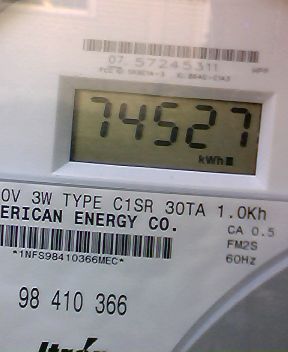 07 57245311
74527
kWh
0V 3W TYPE C1SR 30TA 1.0Kh
ERICAN ENERGY CO.
CA 0.5
FM2S
60Hz
*1NFS98410366MEC*
98 410 366
Itron